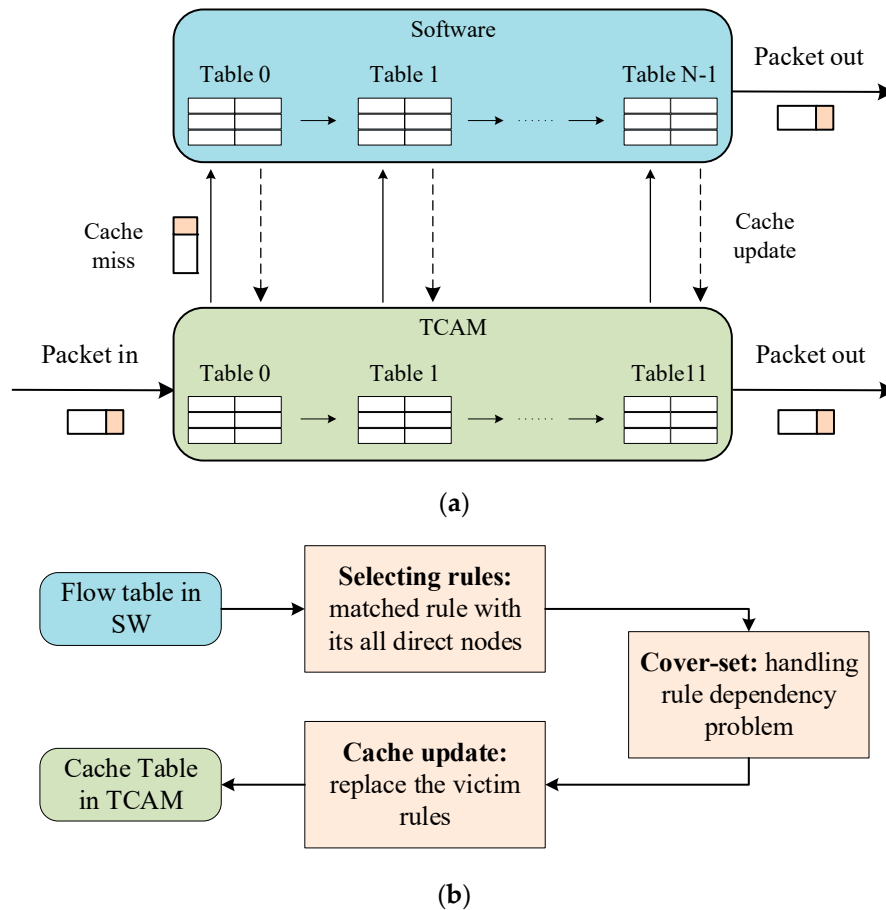 Software
Table 0
Table 1
Table N-1
Packet out
Cache
miss
Cache
update
TCAM
Packet in
Table 0
Table 1
Table11
Packet out
(a)
Flow table in
SW
Selecting rules:
matched rule with
its all direct nodes
Cover-set: handling
rule dependency
problem
Cache update:
replace the victim
rules
Cache Table
in TCAM
(b)